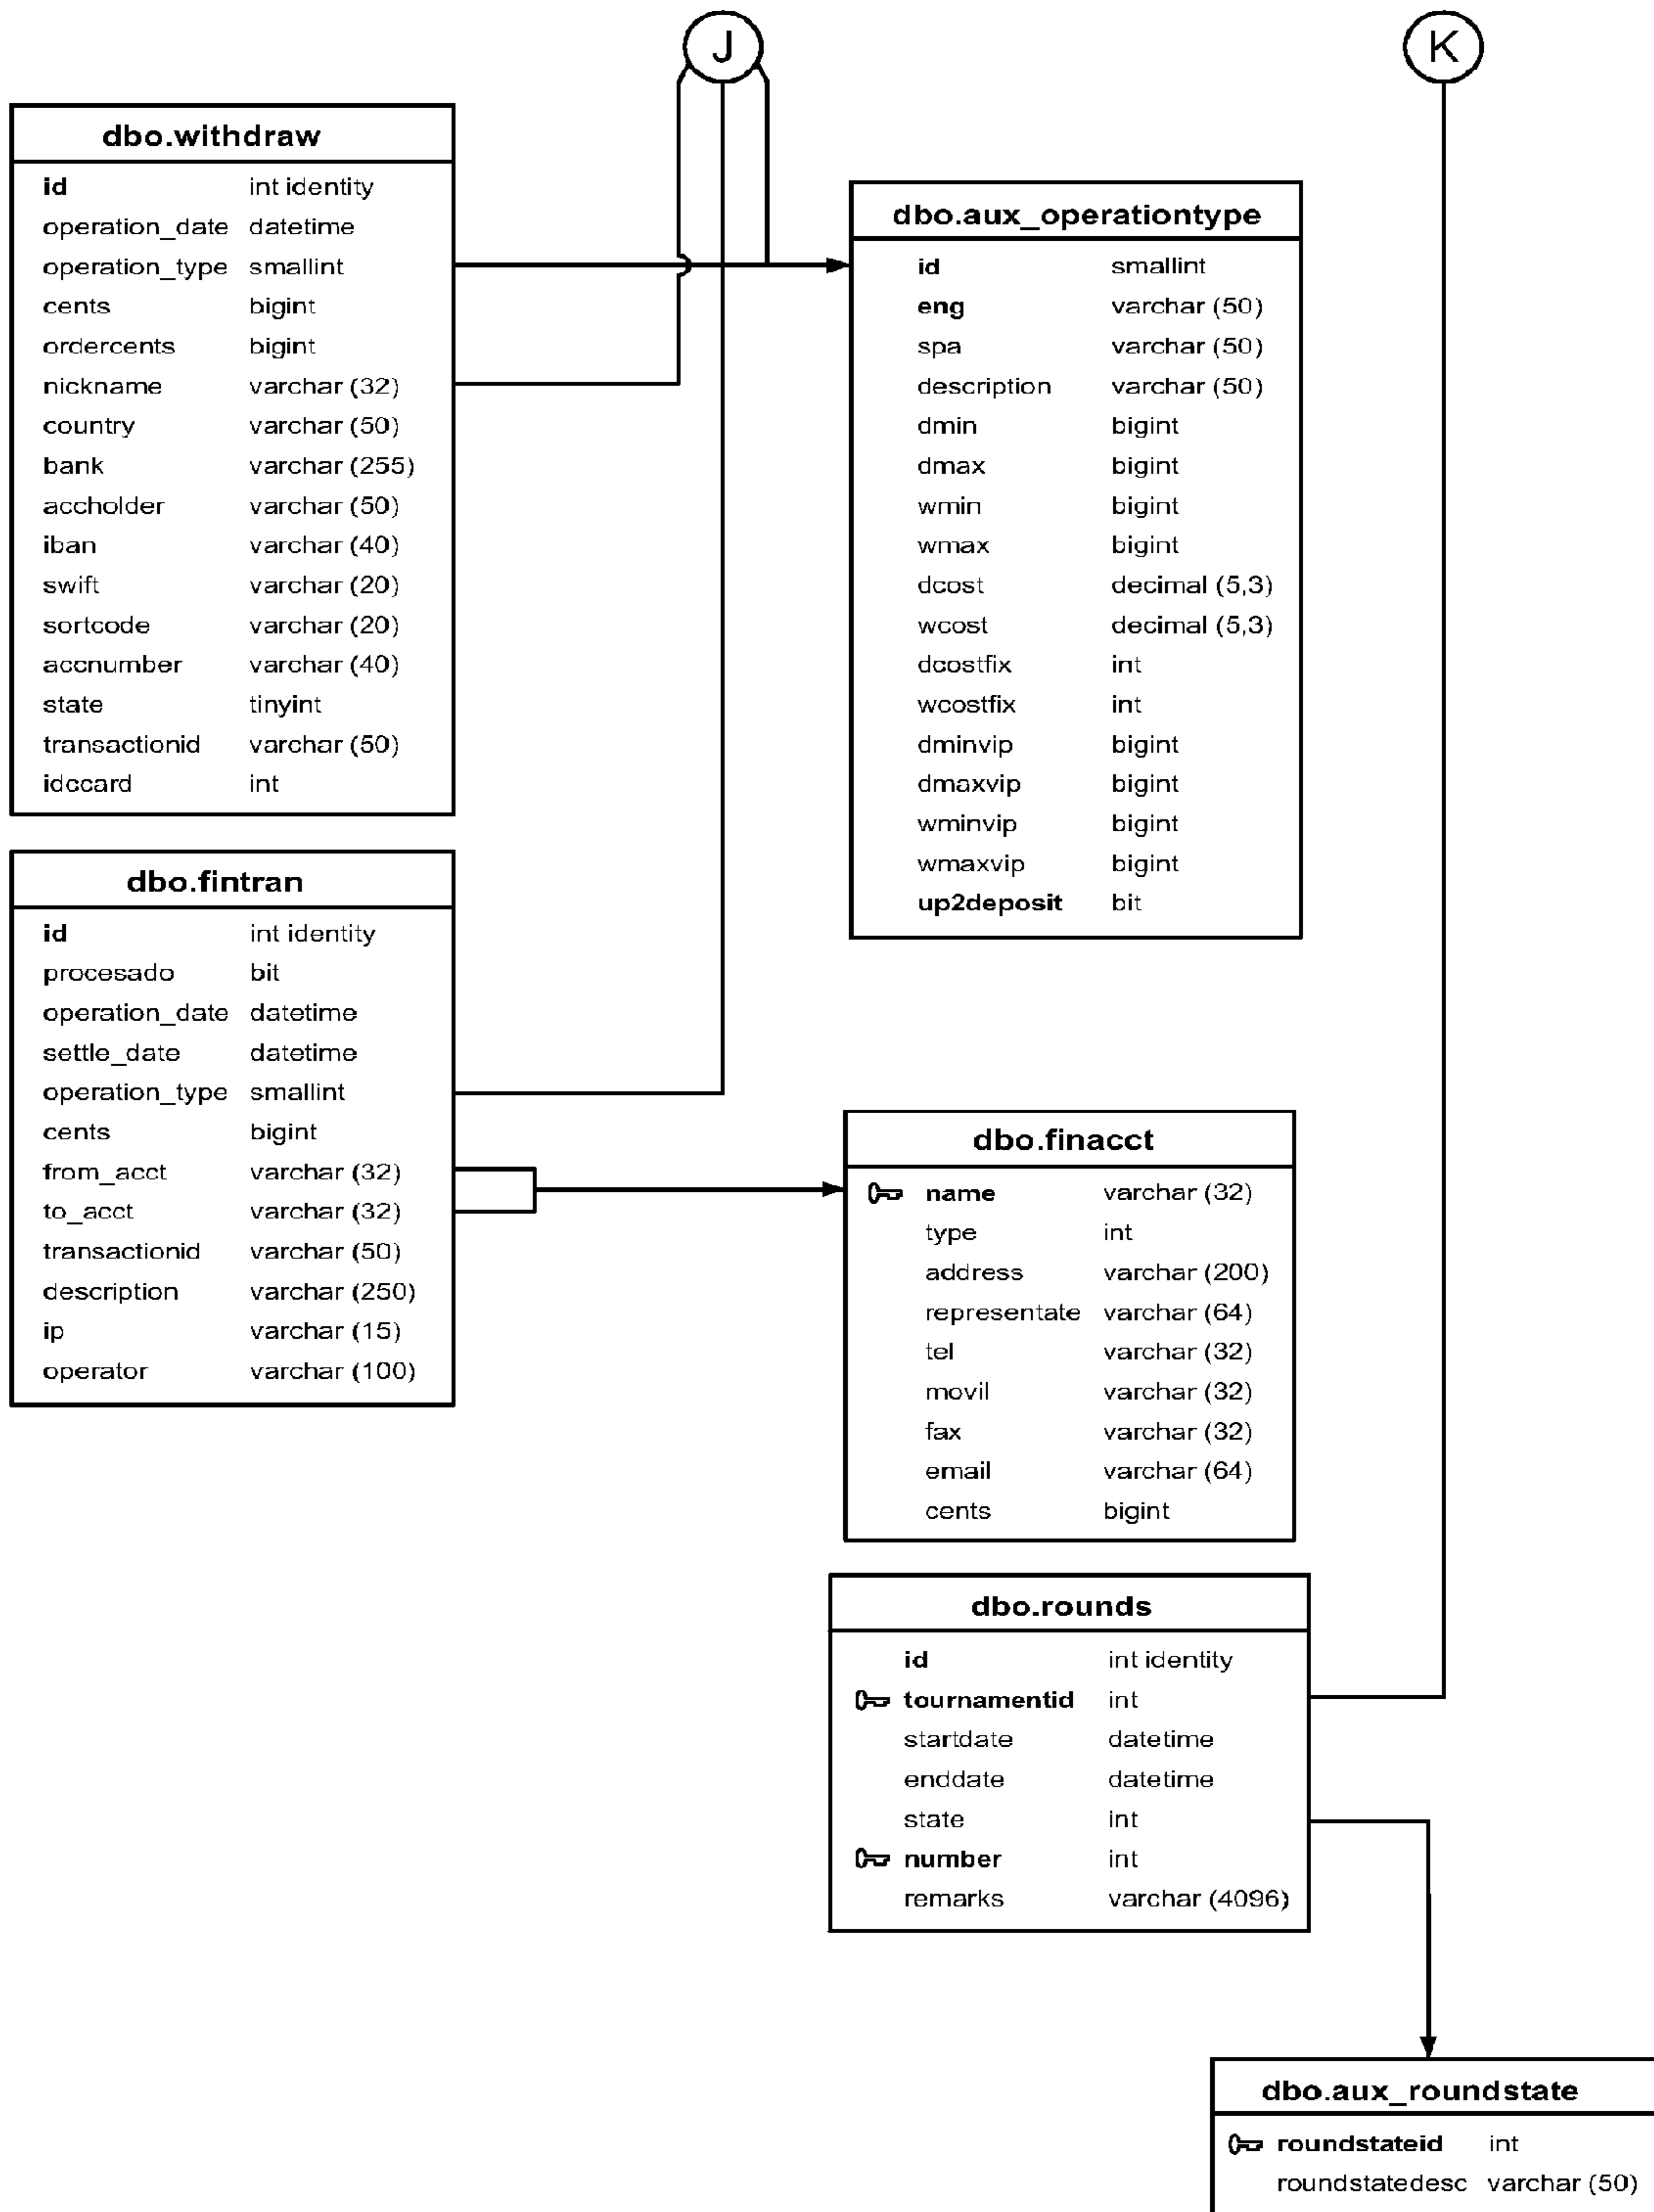 J
K
dbo.withdraw
id int identity
operation_date datetime
operation_type smallint
cents bigint
ordercents bigint
nickname varchar (32)
country varchar (50)
bank varchar (255)
accholder varchar (50)
iban varchar (40)
swift varchar (20)
sortcode varchar (20)
accnumber varchar (40)
state tinyint
transactionid varchar (50)
idccard int
dbo.aux_operationtype
id smallint
eng varchar (50)
spa varchar (50)
description varchar (50)
dmin bigint
dmax bigint
wmin bigint
wmax bigint
dcost decimal (5,3)
wcost decimal (5,3)
dcostfix int
wcostfix int
dminvip bigint
dmaxvip bigint
wminvip bigint
wmaxvip bigint
up2deposit bit
dbo.fintran
id int identity
procesado bit
operation_date datetime
settle_date datetime
operation_type smallint
cents bigint
from_acct varchar (32)
to_acct varchar (32)
transactionid varchar (50)
description varchar (250)
ip varchar (15)
operator varchar (100)
dbo.finacct
name varchar (32)
type int
address varchar (200)
representate varchar (64)
tel varchar (32)
movil varchar (32)
fax varchar (32)
email varchar (64)
cents bigint
dbo.rounds
id int identity
tournamentid int
startdate datetime
enddate datetime
state int
number int
remarks varchar (4096)
dbo.aux_roundstate
roundstateid int
roundstatedesc varchar (50)